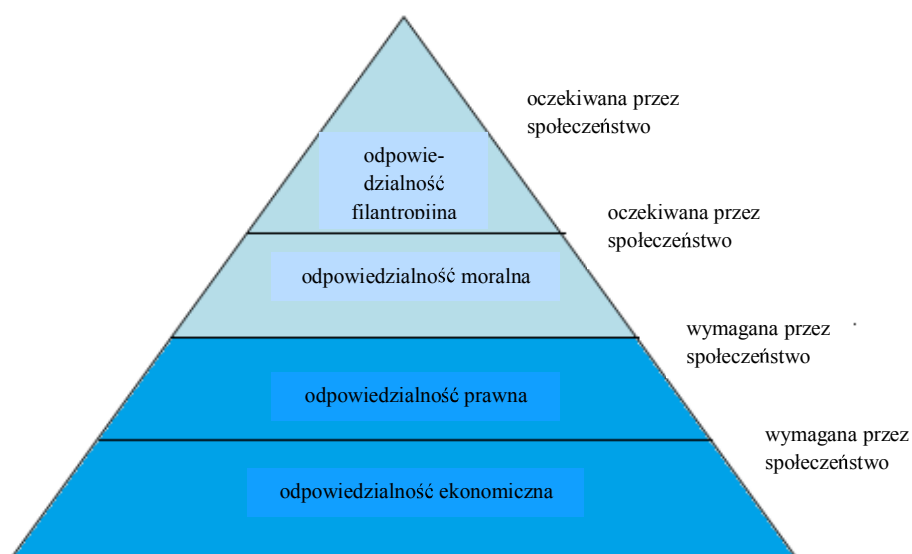 oczekiwana przez
społeczeństwo
odpowie-
dzialność
filantropijna
oczekiwana przez
społeczeństwo
odpowiedzialność moralna
wymagana przez
społeczeństwo
odpowiedzialność prawna
wymagana przez
społeczeństwo
odpowiedzialność ekonomiczna